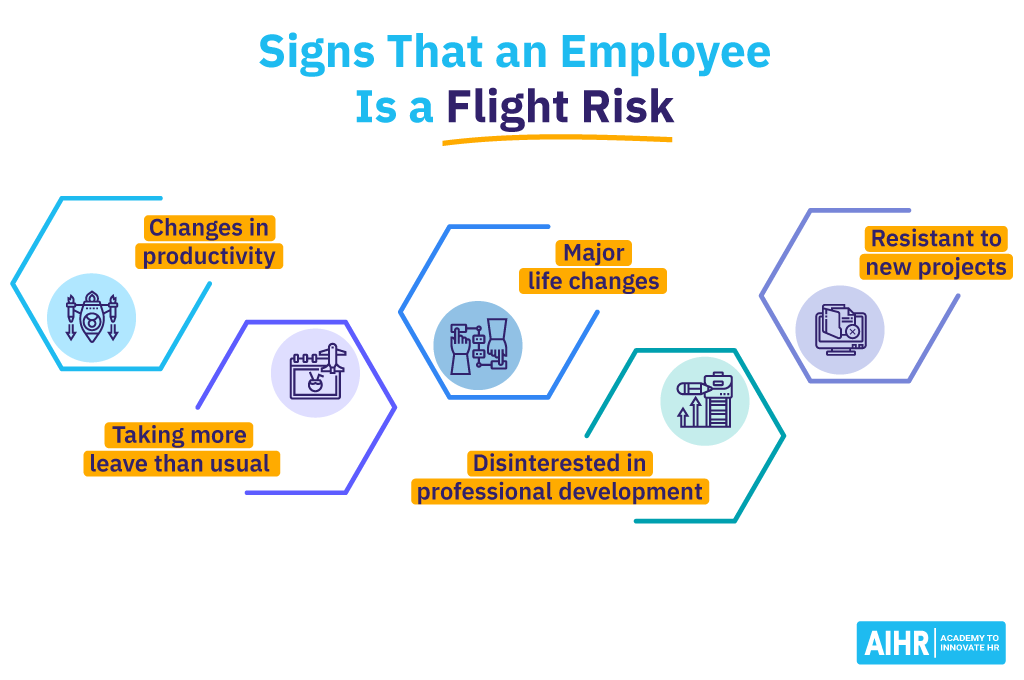 Signs That an Employee
Is a Flight Risk
Changes in
productivity
Taking more
leave than usual
Major
life changes
Disinterested in
professional development
Resistant to
new projects
AIHR
ACADEMY TO
INNOVATE HR